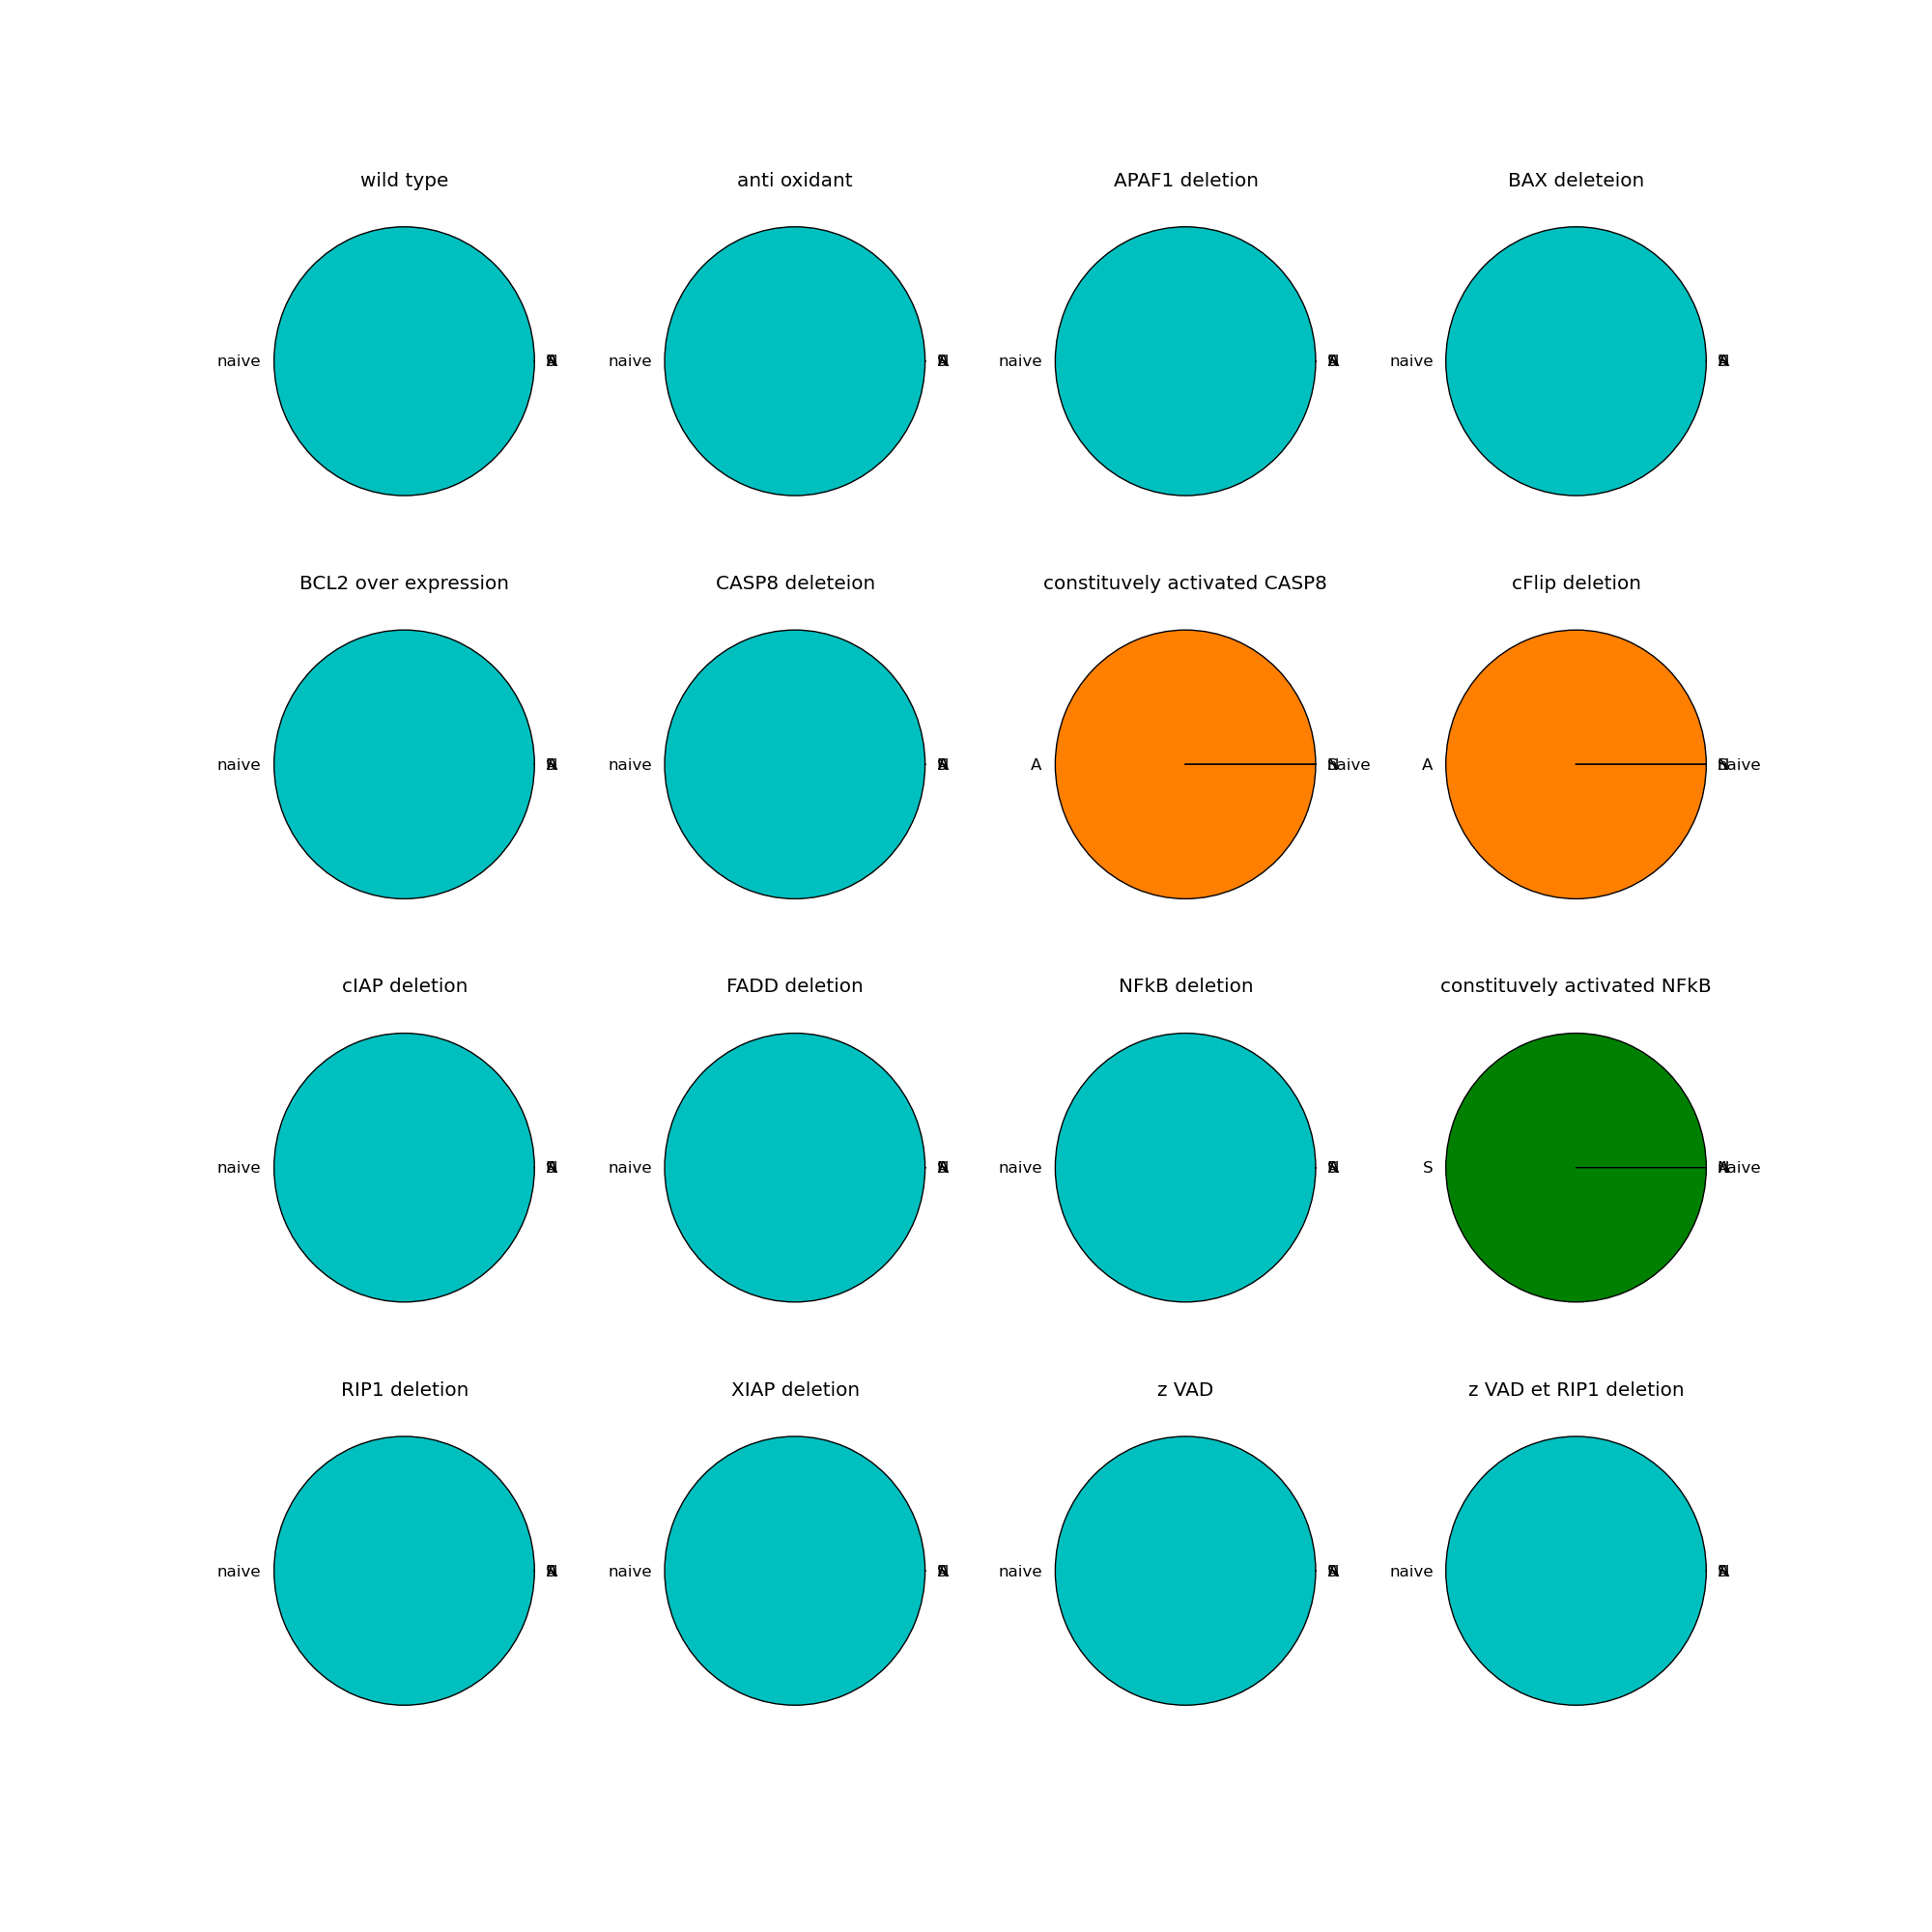 wild type
anti oxidant
APAF1 deletion
BAX deleteion
naive
naive
naive
naive
BCL2 over expression
CASP8 deleteion
constituvely activated CASP8
cFlip deletion
naive
naive
A
naive
A
naive
cIAP deletion
FADD deletion
NFkB deletion
constituvely activated NFkB
naive
naive
naive
S
naive
RIP1 deletion
XIAP deletion
z VAD
z VAD et RIP1 deletion
naive
naive
naive
naive